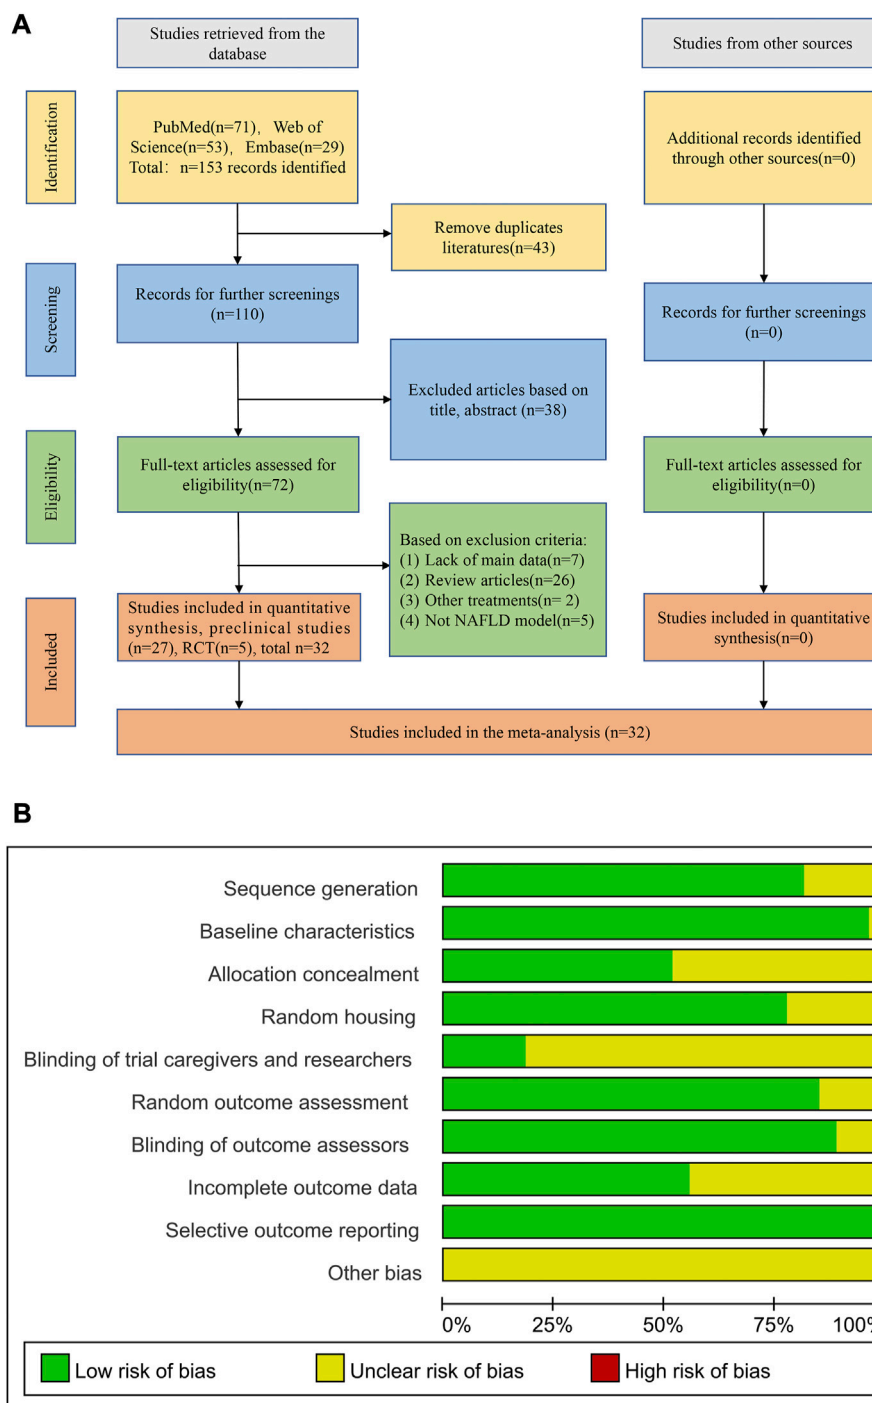 A
Studies retrieved from the
database
Studies from other sources
Identification
PubMed(n=71), Web of
Science(n=53), Embase(n=29)
Total: n=153 records identified
Additional records identified
through other sources(n=0)
Remove duplicates
literatures(n=43)
Screening
Records for further screenings
(n=110)
Records for further screenings
(n=0)
Excluded articles based on
title, abstract (n=38)
Eligibility
Full-text articles assessed for
eligibility(n=72)
Full-text articles assessed for
eligibility(n=0)
Based on exclusion criteria:
(1) Lack of main data(n=7)
(2) Review articles(n=26)
(3) Other treatments(n= 2)
(4) Not NAFLD model(n=5)
Included
Studies included in quantitative
synthesis, preclinical studies
(n=27), RCT(n=5), total n=32
Studies included in quantitative
synthesis(n=0)
Studies included in the meta-analysis (n=32)
B
Sequence generation
Baseline characteristics
Allocation concealment
Random housing
Blinding of trial caregivers and researchers
Random outcome assessment
Blinding of outcome assessors
Incomplete outcome data
Selective outcome reporting
Other bias
0% 25% 50% 75% 100%
Low risk of bias Unclear risk of bias High risk of bias